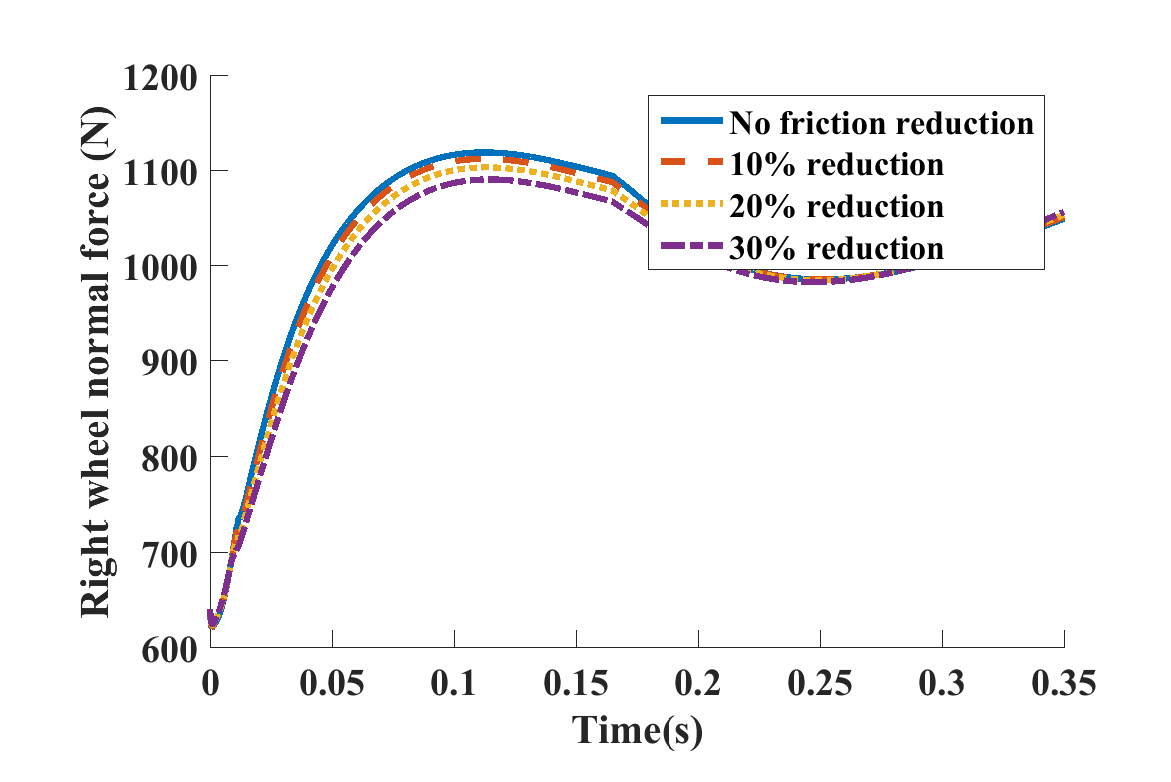 1200
1100
1000
900
800
700
600
Right wheel normal force (N)
No friction reduction
10% reduction
20% reduction
30% reduction
0 0.05 0.1 0.15 0.2 0.25 0.3 0.35
Time(s)